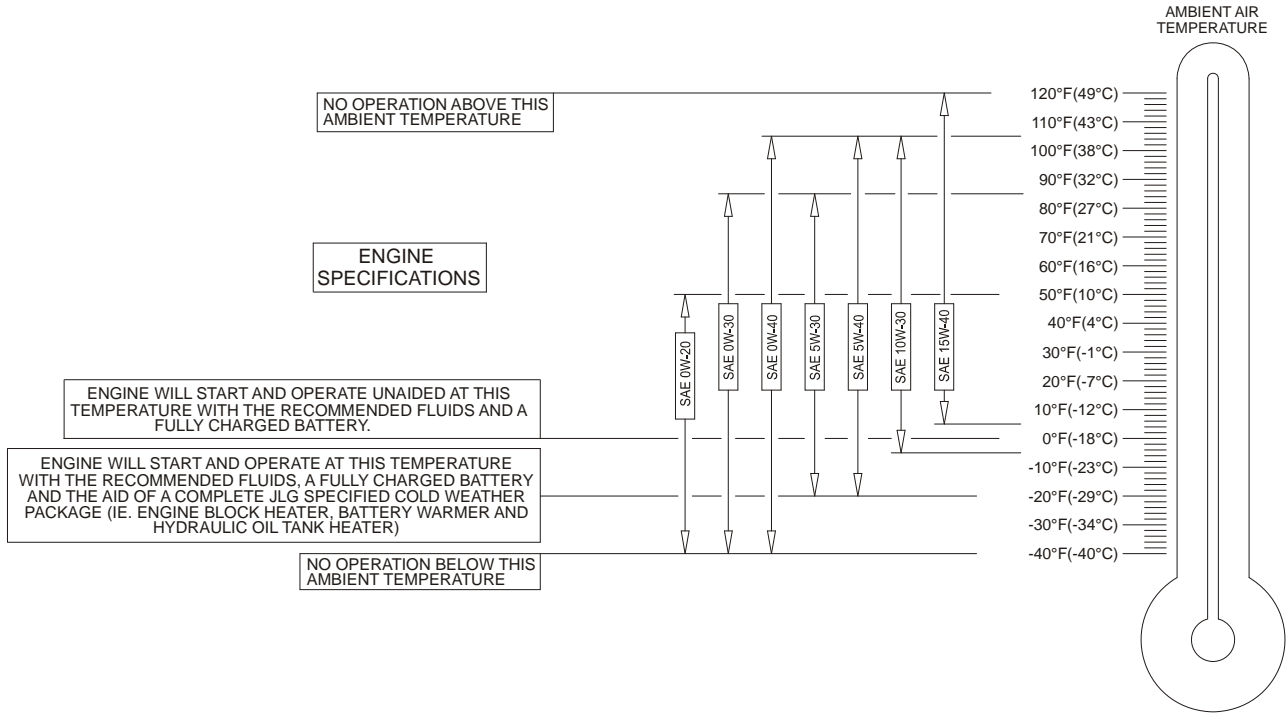 AMBIENT AIR
TEMPERATURE
NO OPERATION ABOVE THIS
AMBIENT TEMPERATURE
120°F(49°C)
110°F(43°C)
100°F(38°C)
90°F(32°C)
80°F(27°C)
70°F(21°C)
60°F(16°C)
50°F(10°C)
40°F(4°C)
30°F(-1°C)
20°F(-7°C)
10°F(-12°C)
0°F(-18°C)
-10°F(-23°C)
-20°F(-29°C)
-30°F(-34°C)
-40°F(-40°C)
ENGINE
SPECIFICATIONS
SAE 0W-20
SAE 0W-30
SAE 0W-40
SAE 5W-30
SAE 5W-40
SAE 10W-30
SAE 15W-40
ENGINE WILL START AND OPERATE UNAIDED AT THIS
TEMPERATURE WITH THE RECOMMENDED FLUIDS AND A
FULLY CHARGED BATTERY.
ENGINE WILL START AND OPERATE AT THIS TEMPERATURE
WITH THE RECOMMENDED FLUIDS, A FULLY CHARGED BATTERY
AND THE AID OF A COMPLETE JLG SPECIFIED COLD WEATHER
PACKAGE (IE. ENGINE BLOCK HEATER, BATTERY WARMER AND
HYDRAULIC OIL TANK HEATER)
NO OPERATION BELOW THIS
AMBIENT TEMPERATURE